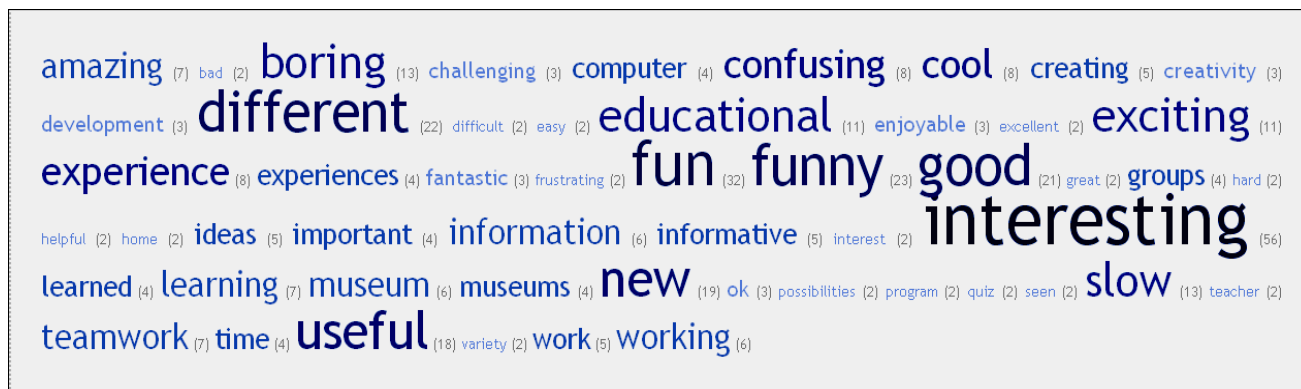 amazing (7) bad (2) boring (13) challenging (3) computer (4) confusing (8) cool (8) creating (5) creativity (3)
development (3) different (22) difficult (2) easy (2) educational (11) enjoyable (3) excellent (2) exciting (11)
experience (8) experiences (4) fantastic (3) frustrating (2) fun (32) funny (23) good (21) great (2) groups (4) hard (2)
helpful (2) home (2) ideas (5) important (4) information (6) informative (5) interest (2) interesting (56)
learned (4) learning (7) museum (6) museums (4) new (19) ok (3) possibilities (2) program (2) quiz (2) seen (2) slow (13) teacher (2)
teamwork (7) time (4) useful (18) variety (2) work (5) working (6)